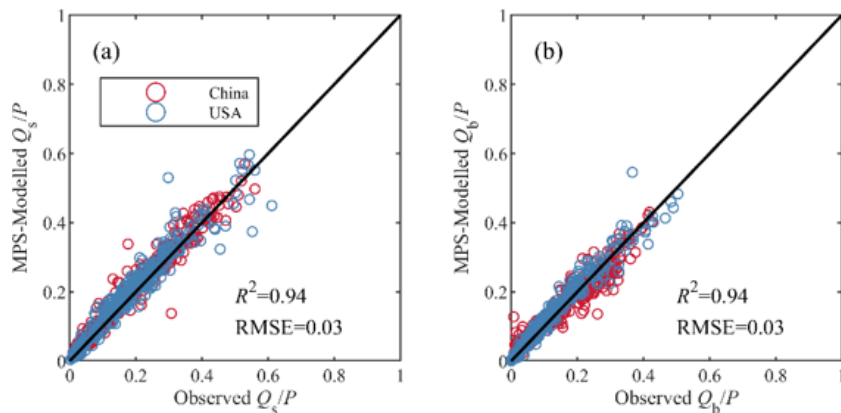 (a)
China
USA
MPS-Modelled Qs/P
1
0.8
0.6
0.4
0.2
0
R²=0.94
RMSE=0.03
0 0.2 0.4 0.6 0.8 1
Observed Qs/P
(b)
MPS-Modelled Qb/P
1
0.8
0.6
0.4
0.2
0
R²=0.94
RMSE=0.03
0 0.2 0.4 0.6 0.8 1
Observed Qb/P